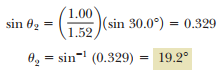 sin θ₂ = (1.00/1.52)(sin 30.0°) = 0.329
θ₂ = sin⁻¹ (0.329) = 19.2°